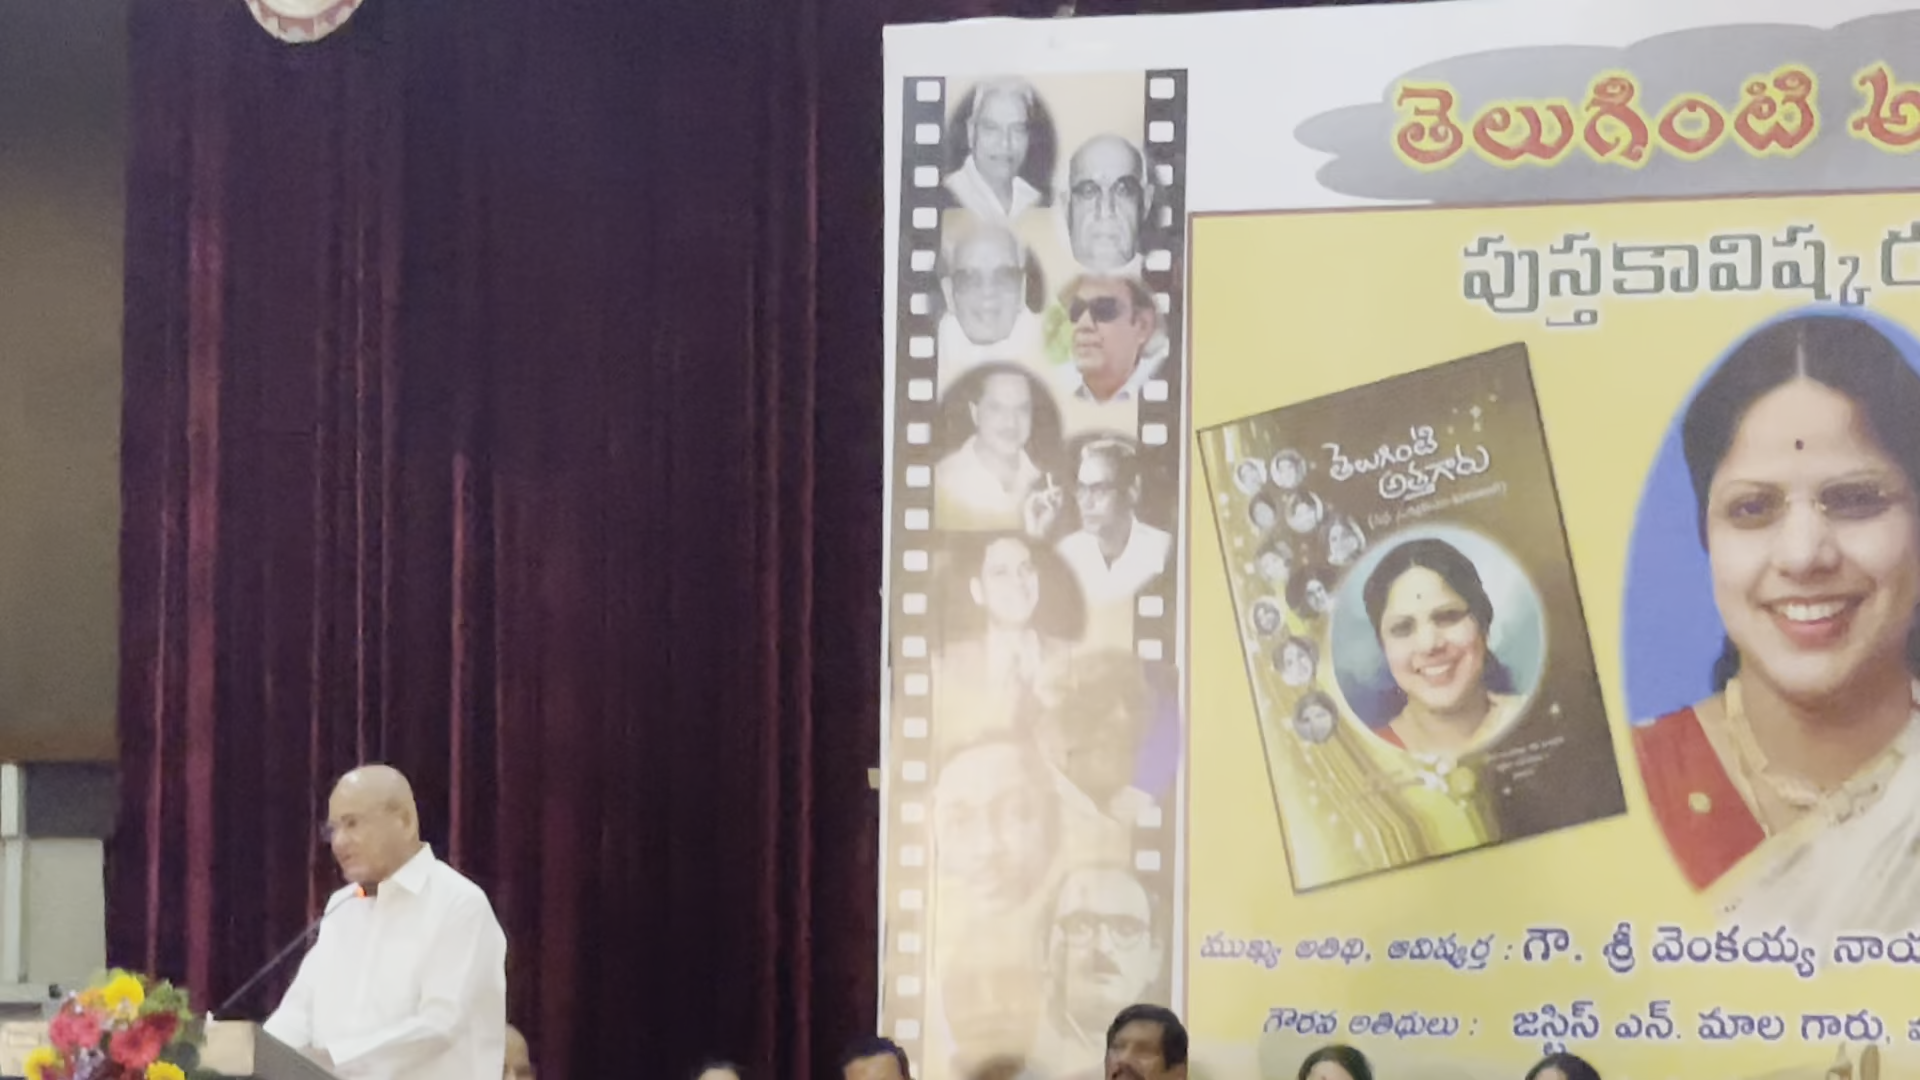 తెలుగింటి అ
పుస్తకావిష్కర
తెలుగింటి
అత్తగారు
ముఖ్య అతిథి, ఆవిష్కర్త : గౌ. శ్రీ వెంకయ్య నాయ
గౌరవ అతిథులు : జస్టిస్ ఎన్. మాల గారు,